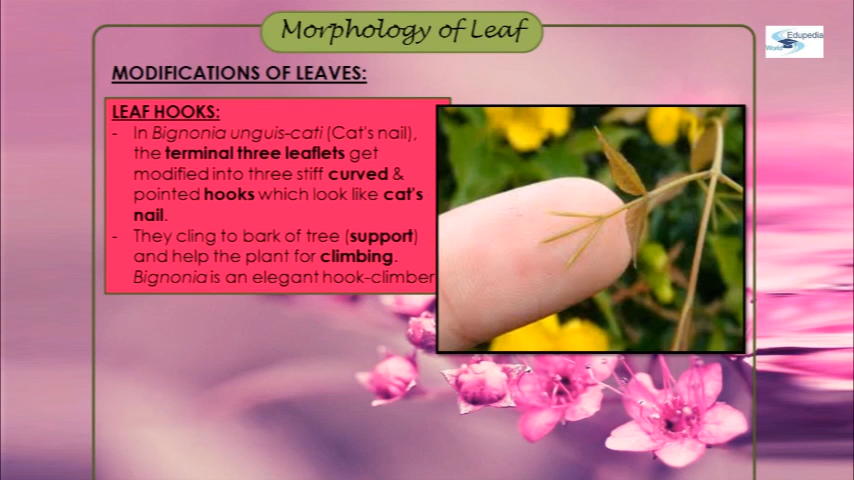 Morphology of Leaf
Edupedia
World
MODIFICATIONS OF LEAVES:
LEAF HOOKS:
- In Bignonia unguis-cati (Cat's nail),
the terminal three leaflets get
modified into three stiff curved &
pointed hooks which look like cat's
nail.
- They cling to bark of tree (support)
and help the plant for climbing.
Bignonia is an elegant hook-climber